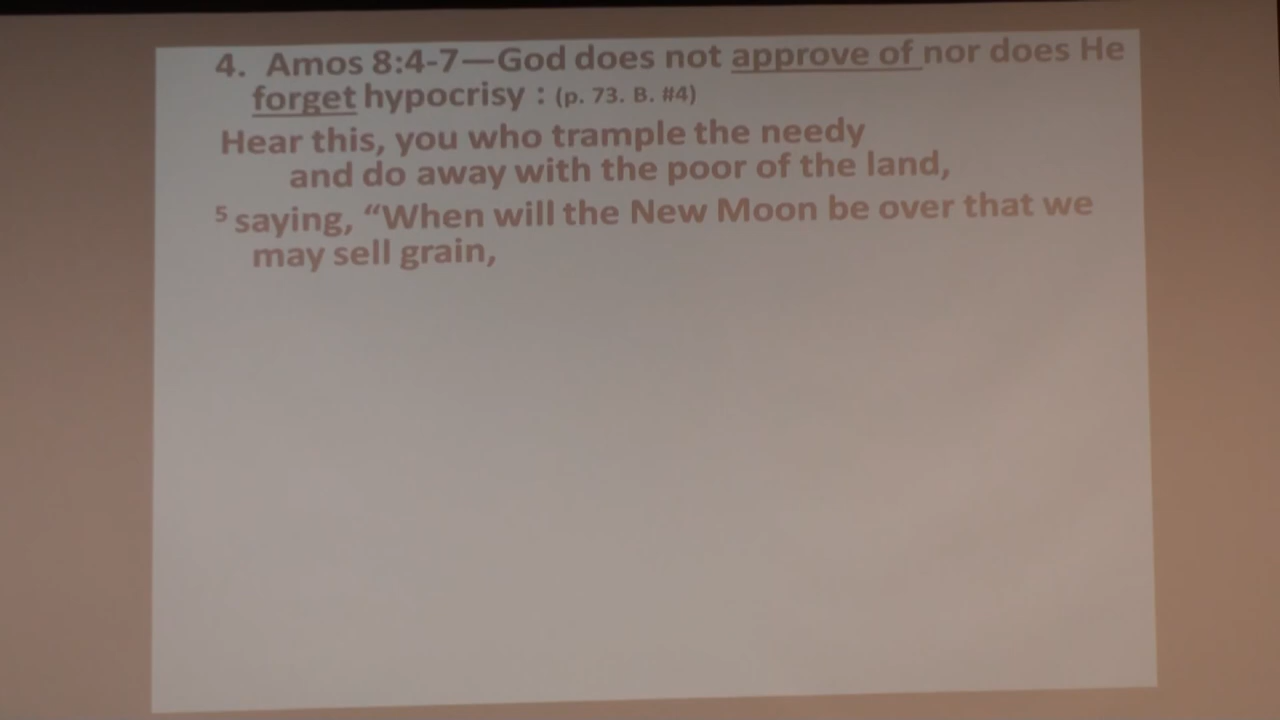 4. Amos 8:4-7—God does not approve of nor does He
forget hypocrisy : (p. 73. B. #4)
Hear this, you who trample the needy
and do away with the poor of the land,
5 saying, “When will the New Moon be over that we
may sell grain,